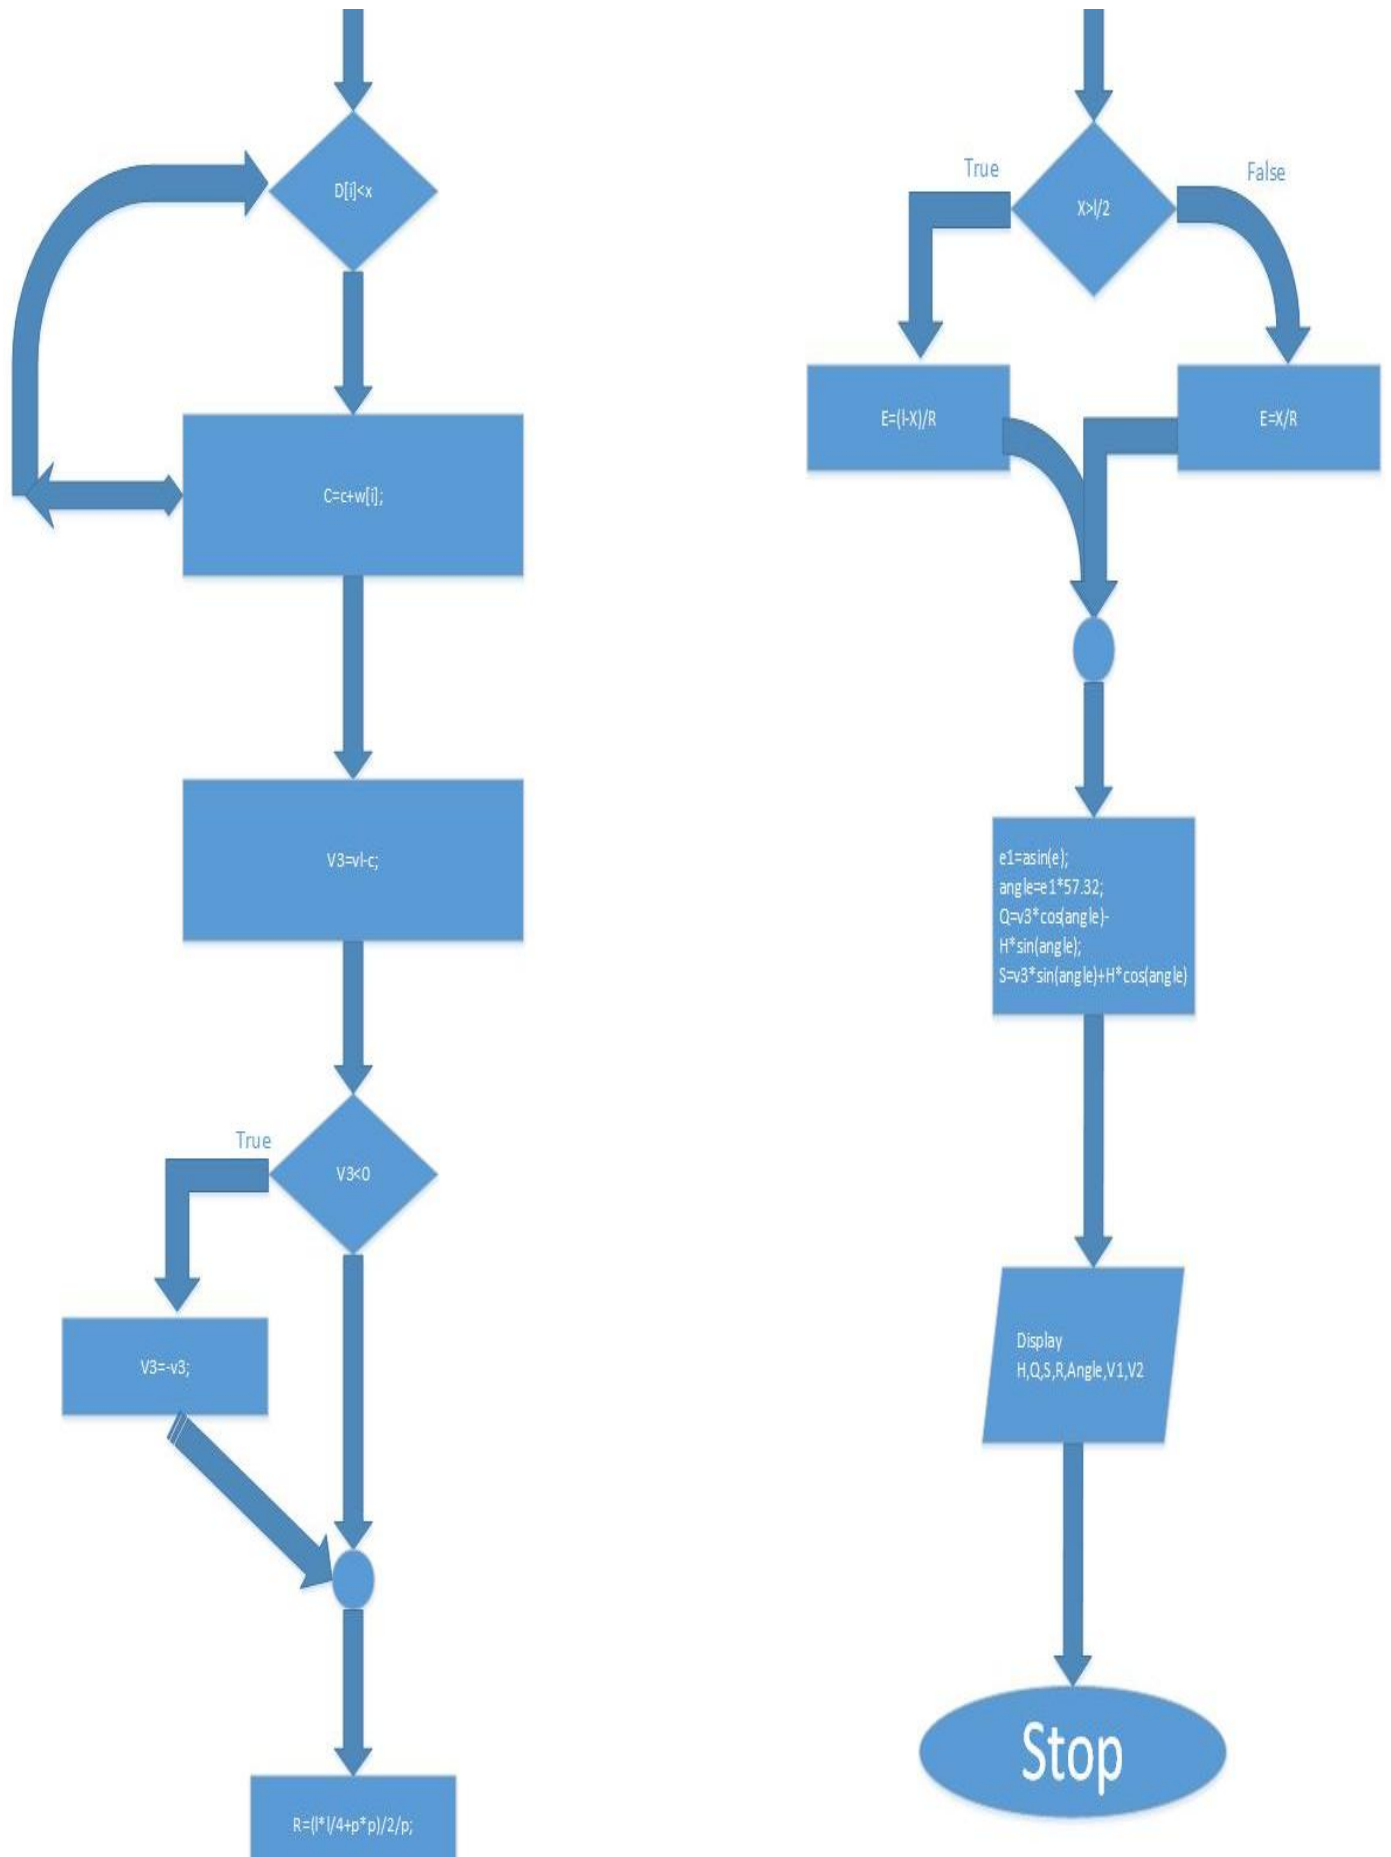 D[i]<x
C=c+w[i];
V3=vl-c;
True
V3<0
V3=-v3;
R=(l*l/4+p*p)/2/p;
True
False
X>l/2
E=(l-X)/R
E=X/R
e1=asin(e);
angle=e1*57.32;
Q=v3*cos(angle)-
H*sin(angle);
S=v3*sin(angle)+H*cos(angle)
Display
H,Q,S,R,Angle,V1,V2
Stop